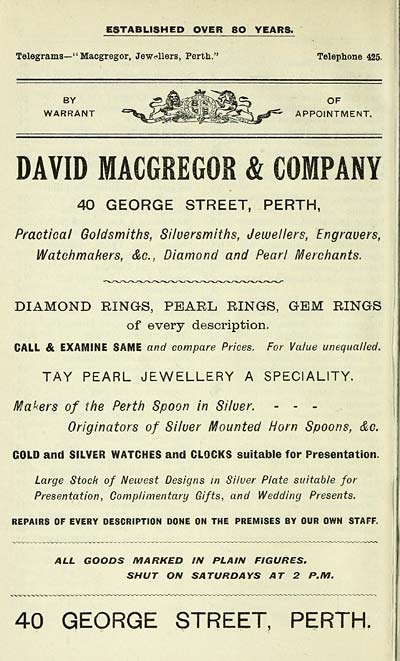 ESTABLISHED OVER 80 YEARS.
Telegrams—"Macgregor, Jewellers, Perth."    Telephone 425.
BY WARRANT    OF APPOINTMENT.
DAVID MACGREGOR & COMPANY
40 GEORGE STREET, PERTH,
Practical Goldsmiths, Silversmiths, Jewellers, Engravers,
Watchmakers, &c., Diamond and Pearl Merchants.
DIAMOND RINGS, PEARL RINGS, GEM RINGS
of every description.
CALL & EXAMINE SAME and compare Prices. For Value unequalled.
TAY PEARL JEWELLERY A SPECIALITY.
Makers of the Perth Spoon in Silver. - - -
Originators of Silver Mounted Horn Spoons, &c.
GOLD and SILVER WATCHES and CLOCKS suitable for Presentation.
Large Stock of Newest Designs in Silver Plate suitable for
Presentation, Complimentary Gifts, and Wedding Presents.
REPAIRS OF EVERY DESCRIPTION DONE ON THE PREMISES BY OUR OWN STAFF.
ALL GOODS MARKED IN PLAIN FIGURES.
SHUT ON SATURDAYS AT 2 P.M.
40 GEORGE STREET, PERTH.